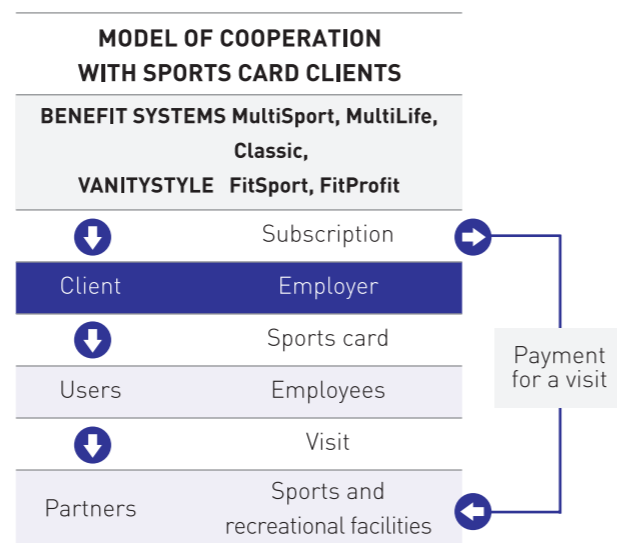 MODEL OF COOPERATION
WITH SPORTS CARD CLIENTS
BENEFIT SYSTEMS MultiSport, MultiLife,
Classic,
VANITYSTYLE FitSport, FitProfit
Subscription
Client Employer
Sports card
Users Employees
Visit
Partners Sports and
recreational facilities
Payment
for a visit